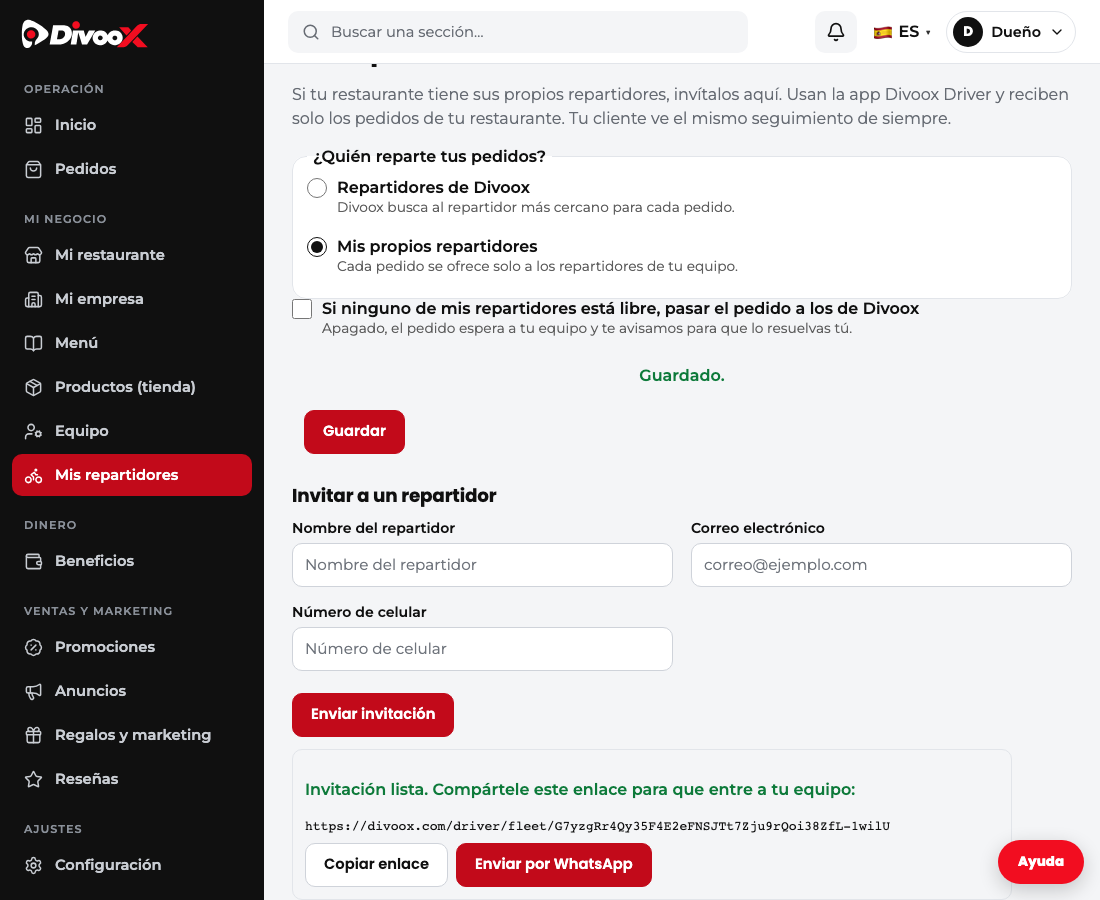 DivooX
Buscar una sección...
ES
D
Dueño
OPERACIÓN
Inicio
Pedidos
MI NEGOCIO
Mi restaurante
Mi empresa
Menú
Productos (tienda)
Equipo
Mis repartidores
DINERO
Beneficios
VENTAS Y MARKETING
Promociones
Anuncios
Regalos y marketing
Reseñas
AJUSTES
Configuración
Si tu restaurante tiene sus propios repartidores, invítalos aquí. Usan la app Divoox Driver y reciben
solo los pedidos de tu restaurante. Tu cliente ve el mismo seguimiento de siempre.
¿Quién reparte tus pedidos?
Repartidores de Divoox
Divoox busca al repartidor más cercano para cada pedido.
Mis propios repartidores
Cada pedido se ofrece solo a los repartidores de tu equipo.
Si ninguno de mis repartidores está libre, pasar el pedido a los de Divoox
Apagado, el pedido espera a tu equipo y te avisamos para que lo resuelvas tú.
Guardado.
Guardar
Invitar a un repartidor
Nombre del repartidor
Correo electrónico
Nombre del repartidor
correo@ejemplo.com
Número de celular
Número de celular
Enviar invitación
Invitación lista. Compártele este enlace para que entre a tu equipo:
https://divoox.com/driver/fleet/G7yzgRr4Qy35F4E2eFNSJTt7Zju9rQoi38ZfL-1wilU
Copiar enlace
Enviar por WhatsApp
Ayuda